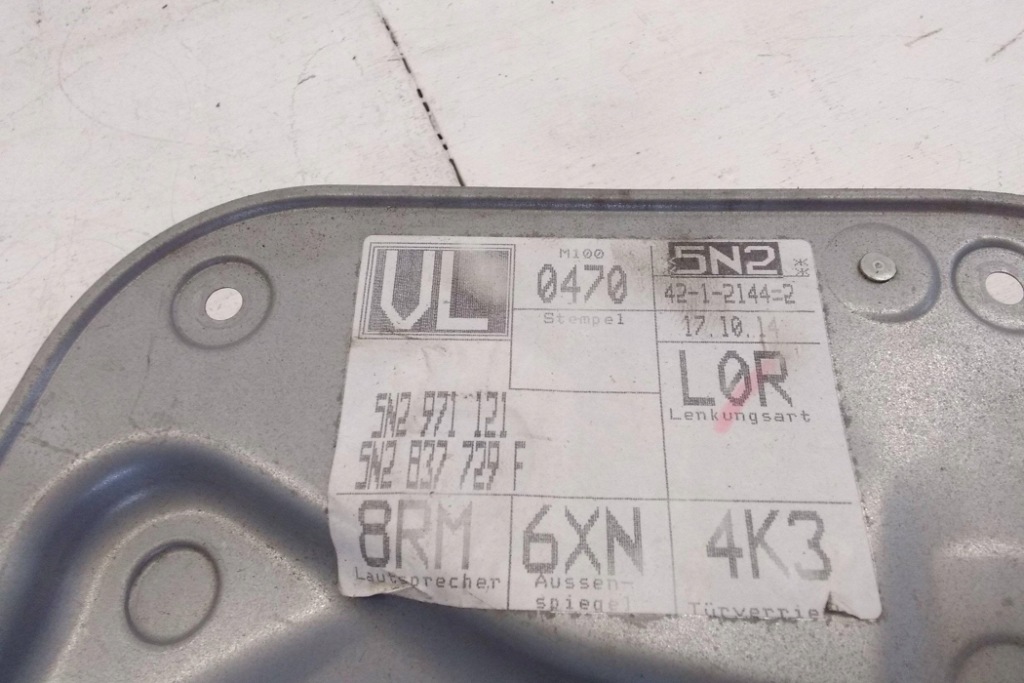 VL
M100
0470
Stempel
5N2
42-1-2144=2
17.10.14
L0R
Lenkungsart
5N2 971 121
5N2 837 729 F
8RM
Lautsprecher
6XN
Aussen-
spiegel
4K3